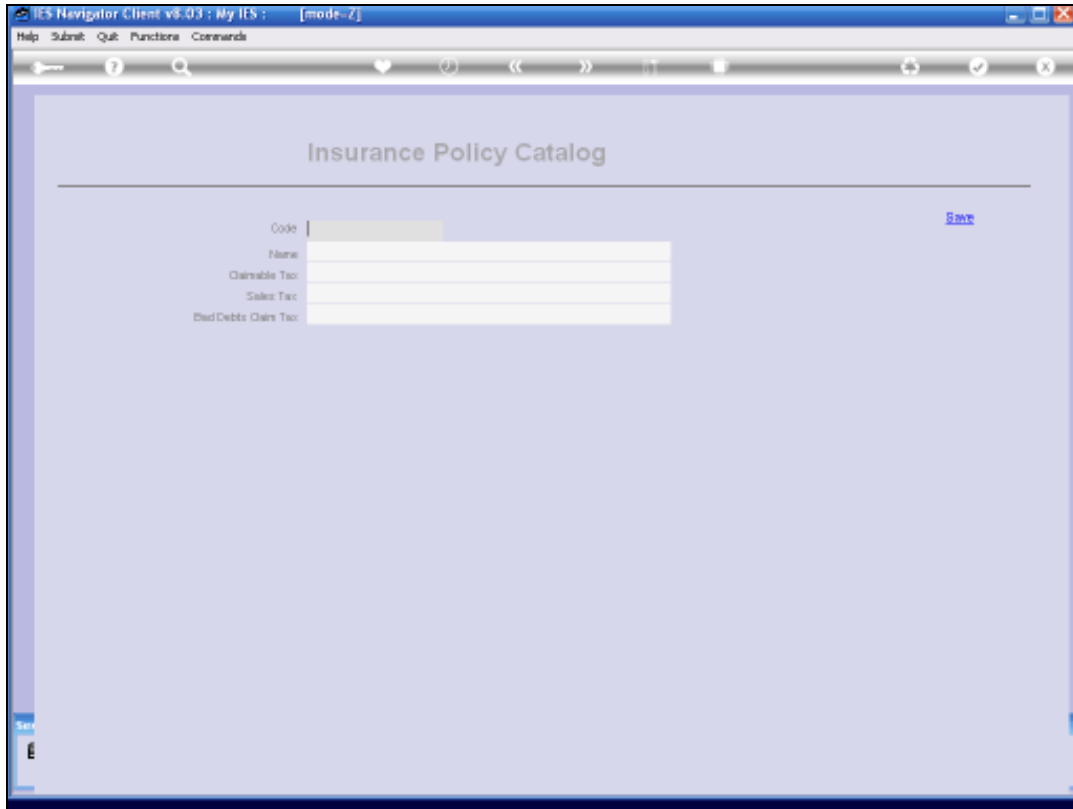 IES Navigator Client v8.03 : My IES : [mode=Z]
Help Submit Quit Functions Commands
Insurance Policy Catalog
Save
Code
Name
Claimable Tax
Sales Tax
Bad Debts Claim Tax